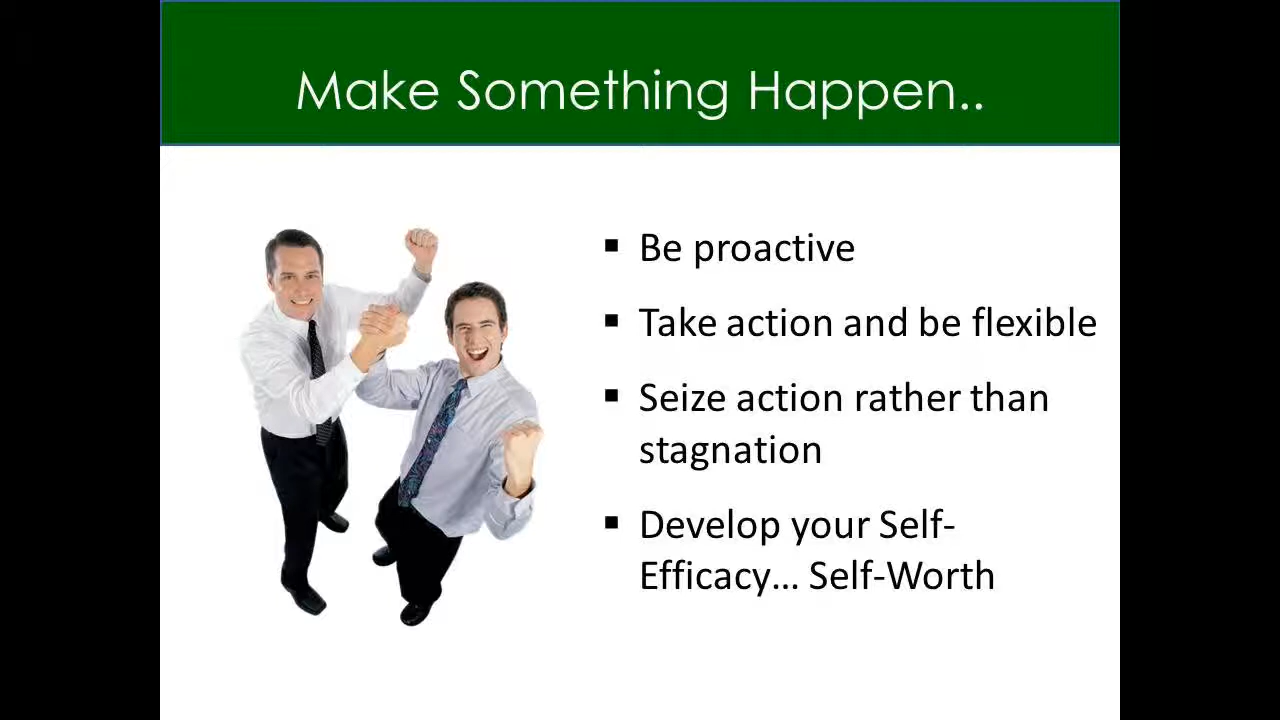 Make Something Happen..
▪ Be proactive
▪ Take action and be flexible
▪ Seize action rather than
stagnation
▪ Develop your Self-
Efficacy... Self-Worth